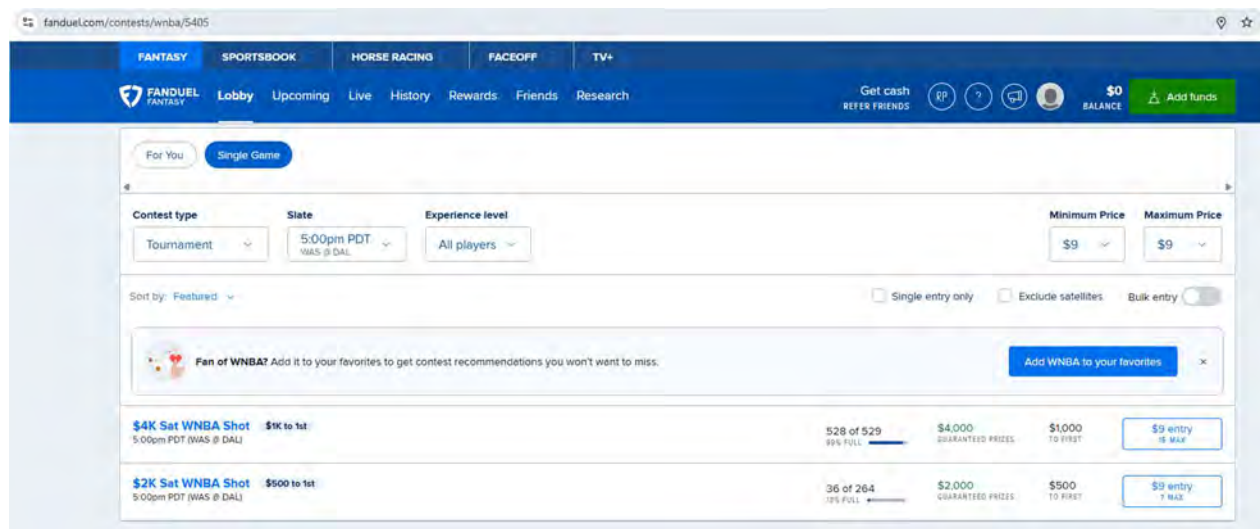 fanduel.com/contests/wnba/5405
FANTASY SPORTSBOOK HORSE RACING FACEOFF TV+
FANDUEL FANTASY Lobby Upcoming Live History Rewards Friends Research Get cash REFER FRIENDS RP ? $0 BALANCE Add funds
For You Single Game
Contest type Slate Experience level Minimum Price Maximum Price
Tournament 5:00pm PDT All players $9 $9
WAS @ DAL
Sort by: Featured Single entry only Exclude satellites Bulk entry
Fan of WNBA? Add it to your favorites to get contest recommendations you won't want to miss. Add WNBA to your favorites ×
$4K Sat WNBA Shot $1K to 1st 528 of 529 $4,000 $1,000 $9 entry
5:00pm PDT (WAS @ DAL) 99% FULL GUARANTEED PRIZES TO FIRST 15 MAX
$2K Sat WNBA Shot $500 to 1st 36 of 264 $2,000 $500 $9 entry
5:00pm PDT (WAS @ DAL) 13% FULL GUARANTEED PRIZES TO FIRST 7 MAX